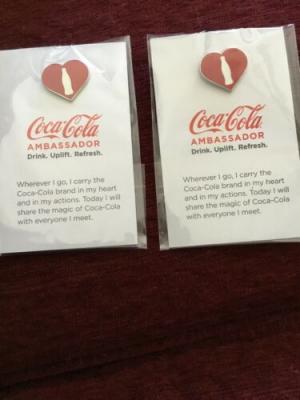 Coca-Cola
AMBASSADOR
Drink. Uplift. Refresh.
Wherever I go, I carry the
Coca-Cola brand in my heart
and in my actions. Today I will
share the magic of Coca-Cola
with everyone I meet.
Coca-Cola
AMBASSADOR
Drink. Uplift. Refresh.
Wherever I go, I carry the
Coca-Cola brand in my heart
and in my actions. Today I will
share the magic of Coca-Cola
with everyone I meet.